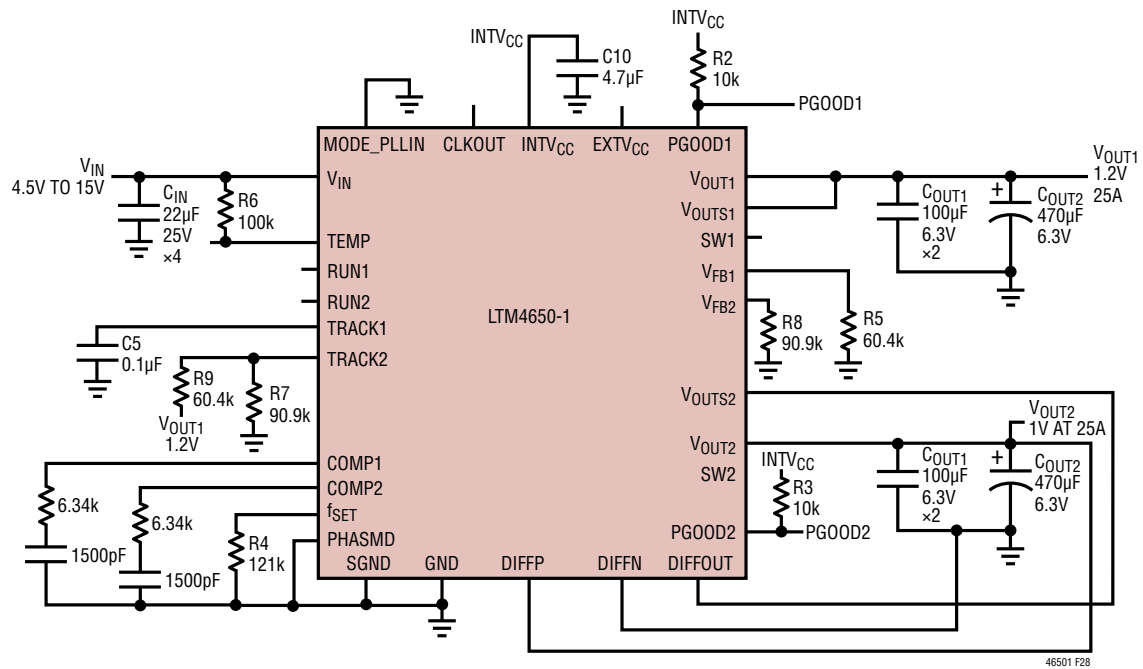 INTVCC
INTVCC
C10
4.7µF
R2
10k
PGOOD1
MODE_PLLIN
CLKOUT
INTVCC
EXTVCC
PGOOD1
VIN
4.5V TO 15V
CIN
22µF
25V
×4
R6
100k
VIN
TEMP
RUN1
RUN2
TRACK1
TRACK2
C5
0.1µF
R9
60.4k
VOUT1
1.2V
R7
90.9k
COMP1
COMP2
fSET
PHASMD
6.34k
1500pF
6.34k
1500pF
R4
121k
LTM4650-1
VOUT1
VOUTS1
SW1
VFB1
VFB2
VOUTS2
VOUT2
SW2
PGOOD2
SGND
GND
DIFFP
DIFFN
DIFFOUT
COUT1
100µF
6.3V
×2
COUT2
470µF
6.3V
+
VOUT1
1.2V
25A
R8
90.9k
R5
60.4k
VOUT2
1V AT 25A
INTVCC
R3
10k
PGOOD2
COUT1
100µF
6.3V
×2
COUT2
470µF
6.3V
+
46501 F28